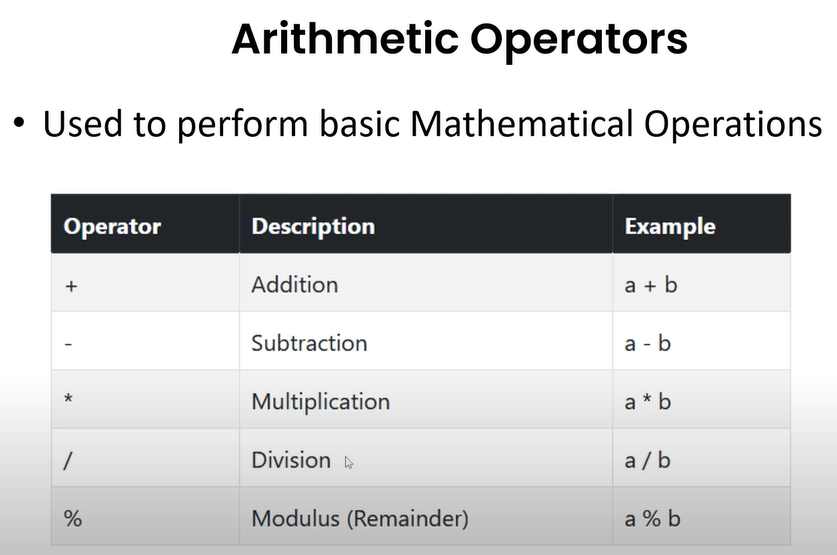 Arithmetic Operators
• Used to perform basic Mathematical Operations
Operator Description Example
+ Addition a + b
- Subtraction a - b
* Multiplication a * b
/ Division a / b
% Modulus (Remainder) a % b